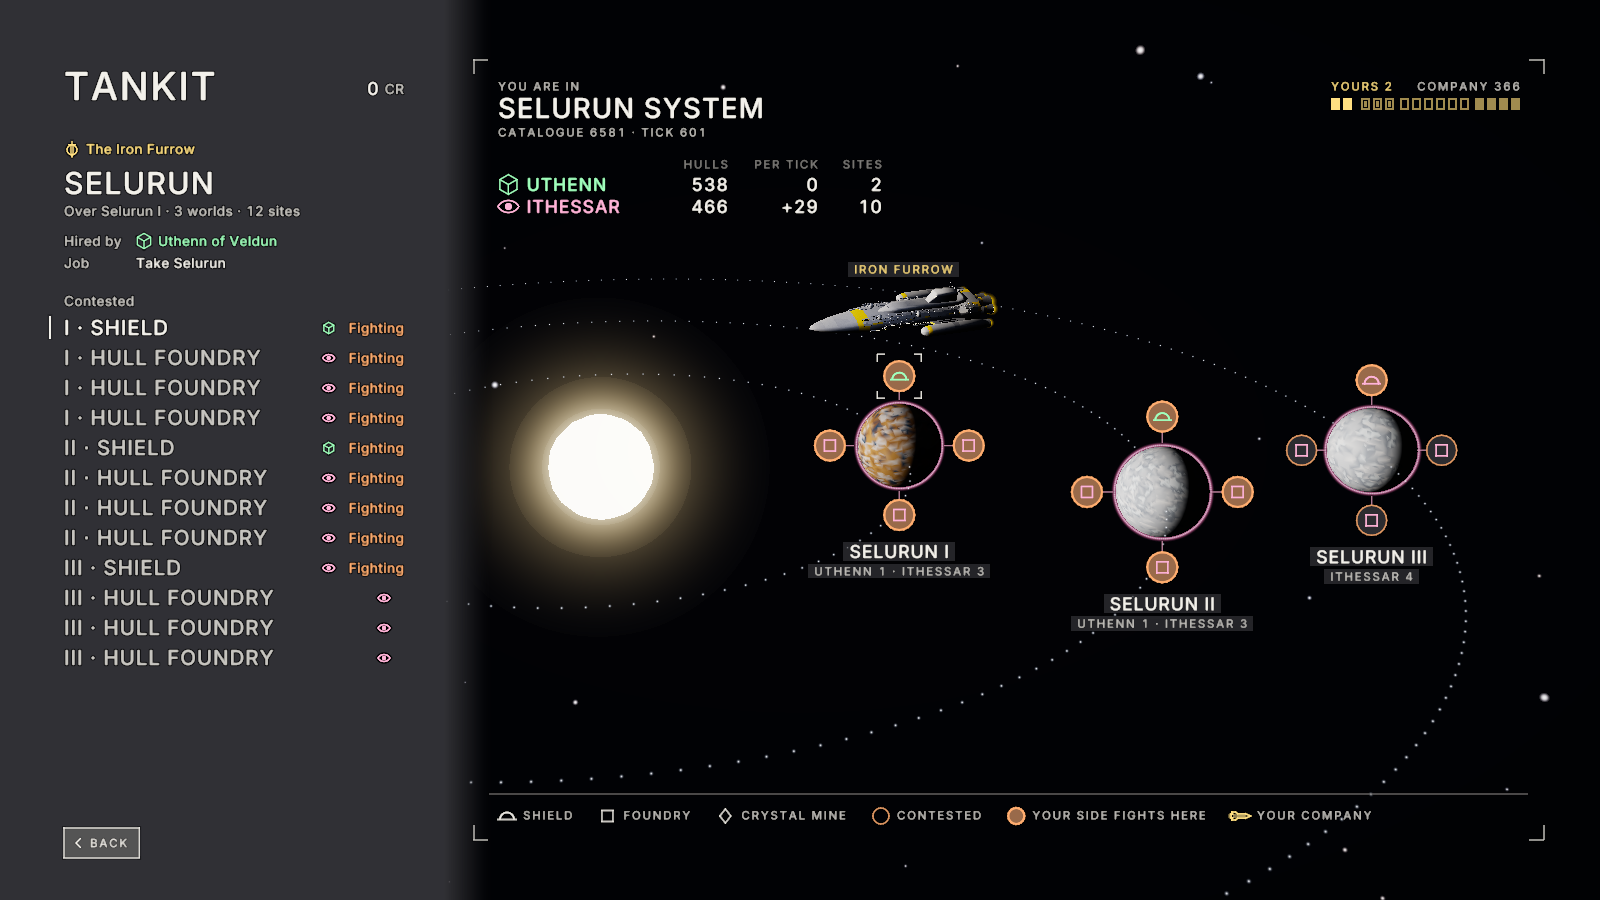 TANKIT
0 CR
The Iron Furrow
SELURUN
Over Selurun I · 3 worlds · 12 sites
Hired by Uthenn of Veldun
Job Take Selurun
Contested
I · SHIELD Fighting
I · HULL FOUNDRY Fighting
I · HULL FOUNDRY Fighting
I · HULL FOUNDRY Fighting
II · SHIELD Fighting
II · HULL FOUNDRY Fighting
II · HULL FOUNDRY Fighting
II · HULL FOUNDRY Fighting
III · SHIELD Fighting
III · HULL FOUNDRY
III · HULL FOUNDRY
III · HULL FOUNDRY
BACK
YOU ARE IN
SELURUN SYSTEM
CATALOGUE 6581 · TICK 601
HULLS PER TICK SITES
UTHENN 538 0 2
ITHESSAR 466 +29 10
YOURS 2 COMPANY 366
IRON FURROW
SELURUN I
UTHENN 1 · ITHESSAR 3
SELURUN II
UTHENN 1 · ITHESSAR 3
SELURUN III
ITHESSAR 4
SHIELD FOUNDRY CRYSTAL MINE CONTESTED YOUR SIDE FIGHTS HERE YOUR COMPANY